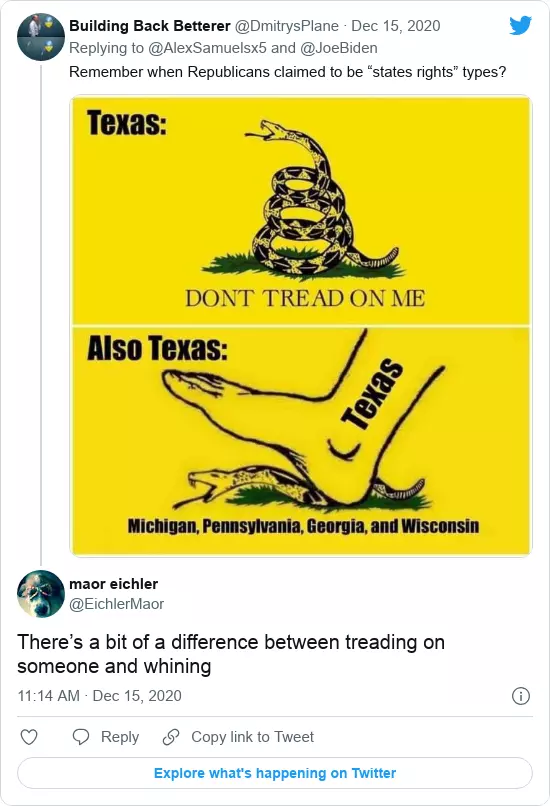 Building Back Betterer @DmitrysPlane · Dec 15, 2020
Replying to @AlexSamuelsx5 and @JoeBiden
Remember when Republicans claimed to be “states rights” types?
Texas:
DONT TREAD ON ME
Also Texas:
Texas
Michigan, Pennsylvania, Georgia, and Wisconsin
maor eichler
@EichlerMaor
There’s a bit of a difference between treading on
someone and whining
11:14 AM · Dec 15, 2020
Reply
Copy link to Tweet
Explore what's happening on Twitter